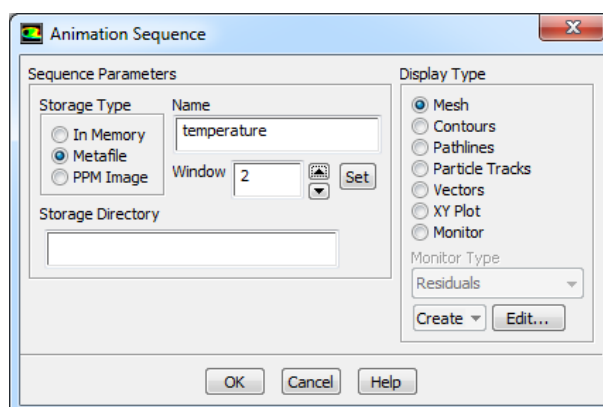 Animation Sequence
Sequence Parameters
Storage Type
In Memory
Metafile
PPM Image
Name
temperature
Window 2 Set
Storage Directory
Display Type
Mesh
Contours
Pathlines
Particle Tracks
Vectors
XY Plot
Monitor
Monitor Type
Residuals
Create Edit...
OK Cancel Help